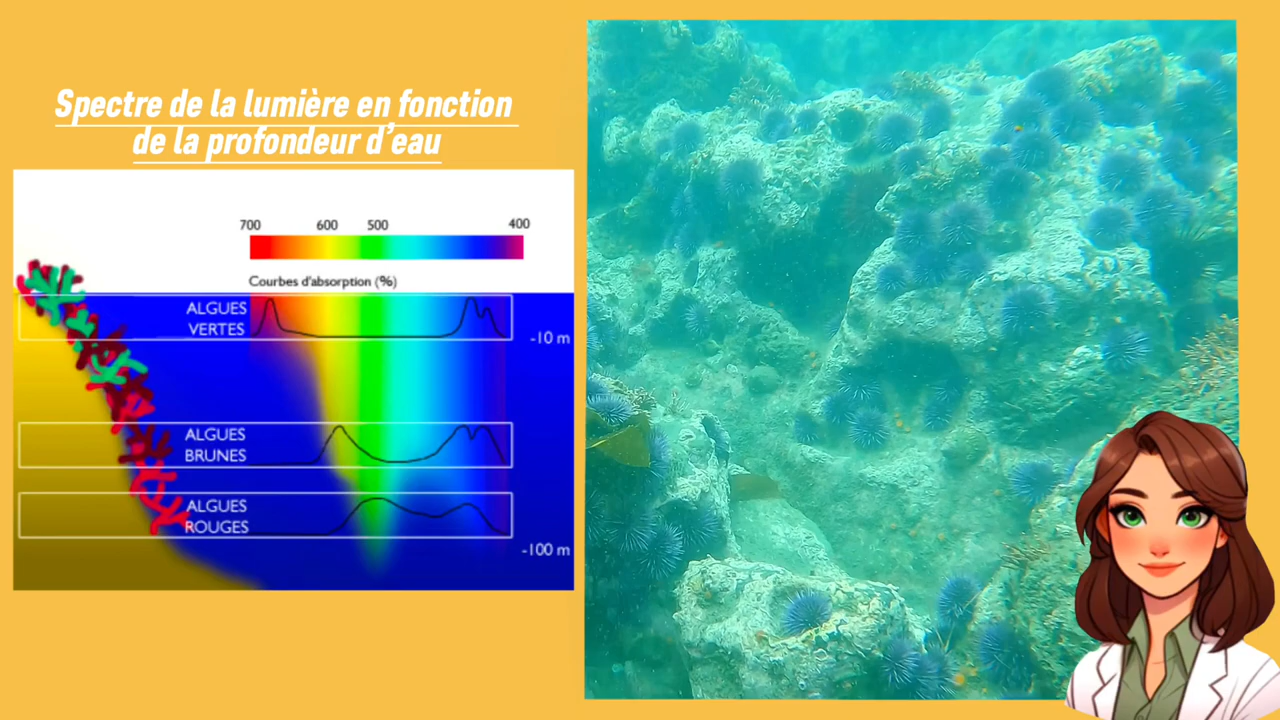 Spectre de la lumière en fonction
de la profondeur d'eau
700 600 500 400
Courbes d'absorption (%)
ALGUES
VERTES
-10 m
ALGUES
BRUNES
ALGUES
ROUGES
-100 m